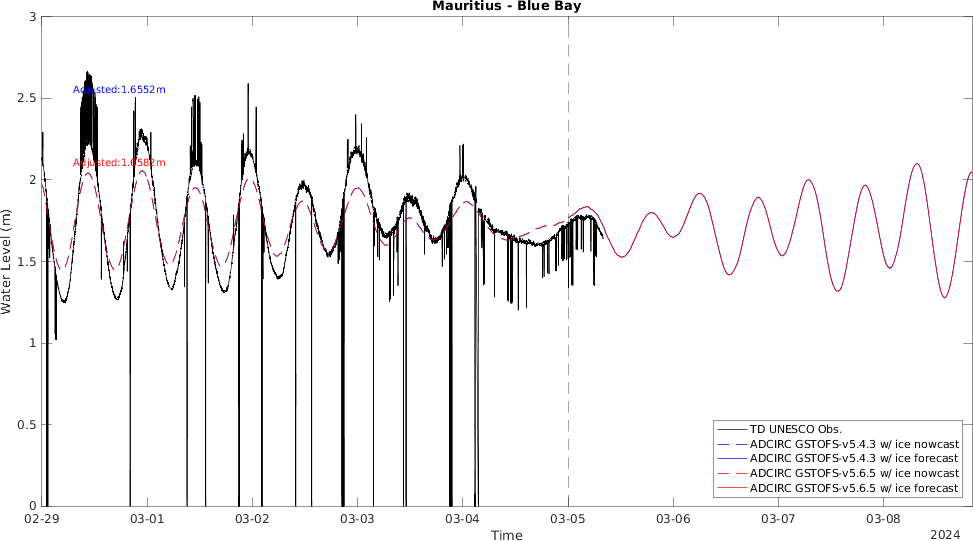 Mauritius - Blue Bay
3
2.5
2
1.5
1
0.5
0
Water Level (m)
Adjusted:1.6552m
Adjusted:1.6582m
TD UNESCO Obs.
ADCIRC GSTOFS-v5.4.3 w/ ice nowcast
ADCIRC GSTOFS-v5.4.3 w/ ice forecast
ADCIRC GSTOFS-v5.6.5 w/ ice nowcast
ADCIRC GSTOFS-v5.6.5 w/ ice forecast
02-29 03-01 03-02 03-03 03-04 03-05 03-06 03-07 03-08
Time
2024